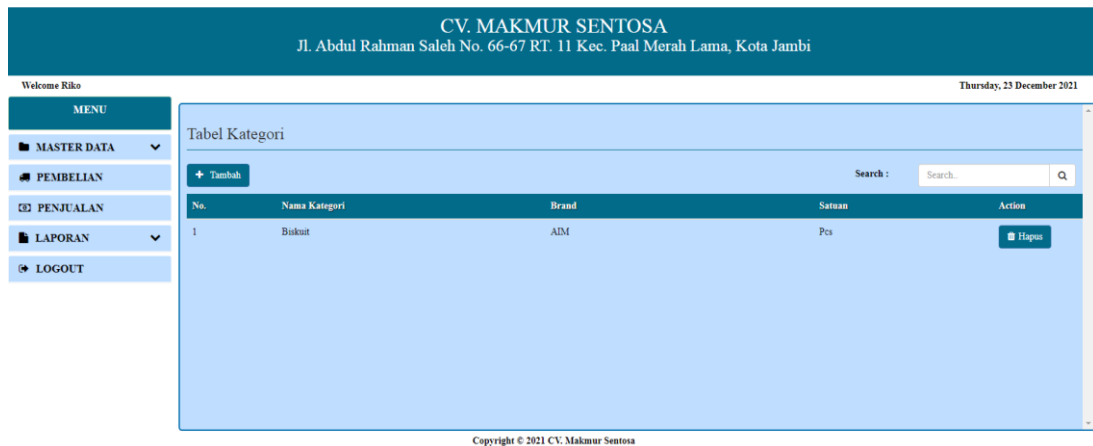 CV. MAKMUR SENTOSA
Jl. Abdul Rahman Saleh No. 66-67 RT. 11 Kec. Paal Merah Lama, Kota Jambi
Welcome Riko Thursday, 23 December 2021
MENU
MASTER DATA
PEMBELIAN
PENJUALAN
LAPORAN
LOGOUT
Tabel Kategori
Tambah Search : Search..
No. Nama Kategori Brand Satuan Action
1 Biskuit AIM Pcs Hapus
Copyright © 2021 CV. Makmur Sentosa